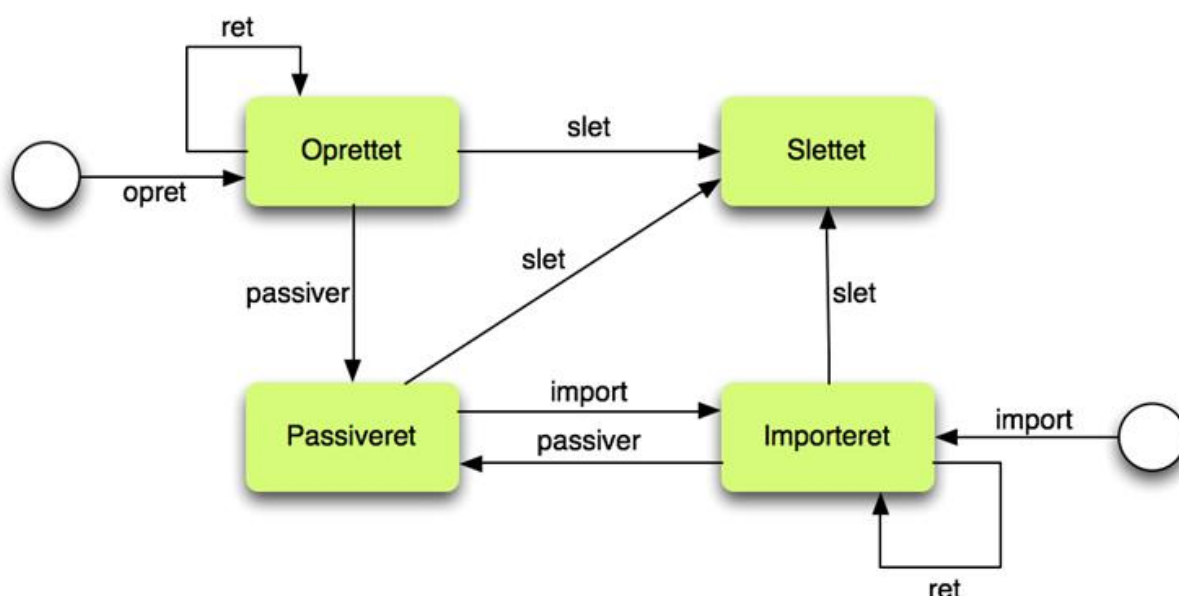 ret
Oprettet
slet
Slettet
opret
slet
passiver
slet
Passiveret
import
passiver
Importeret
import
ret